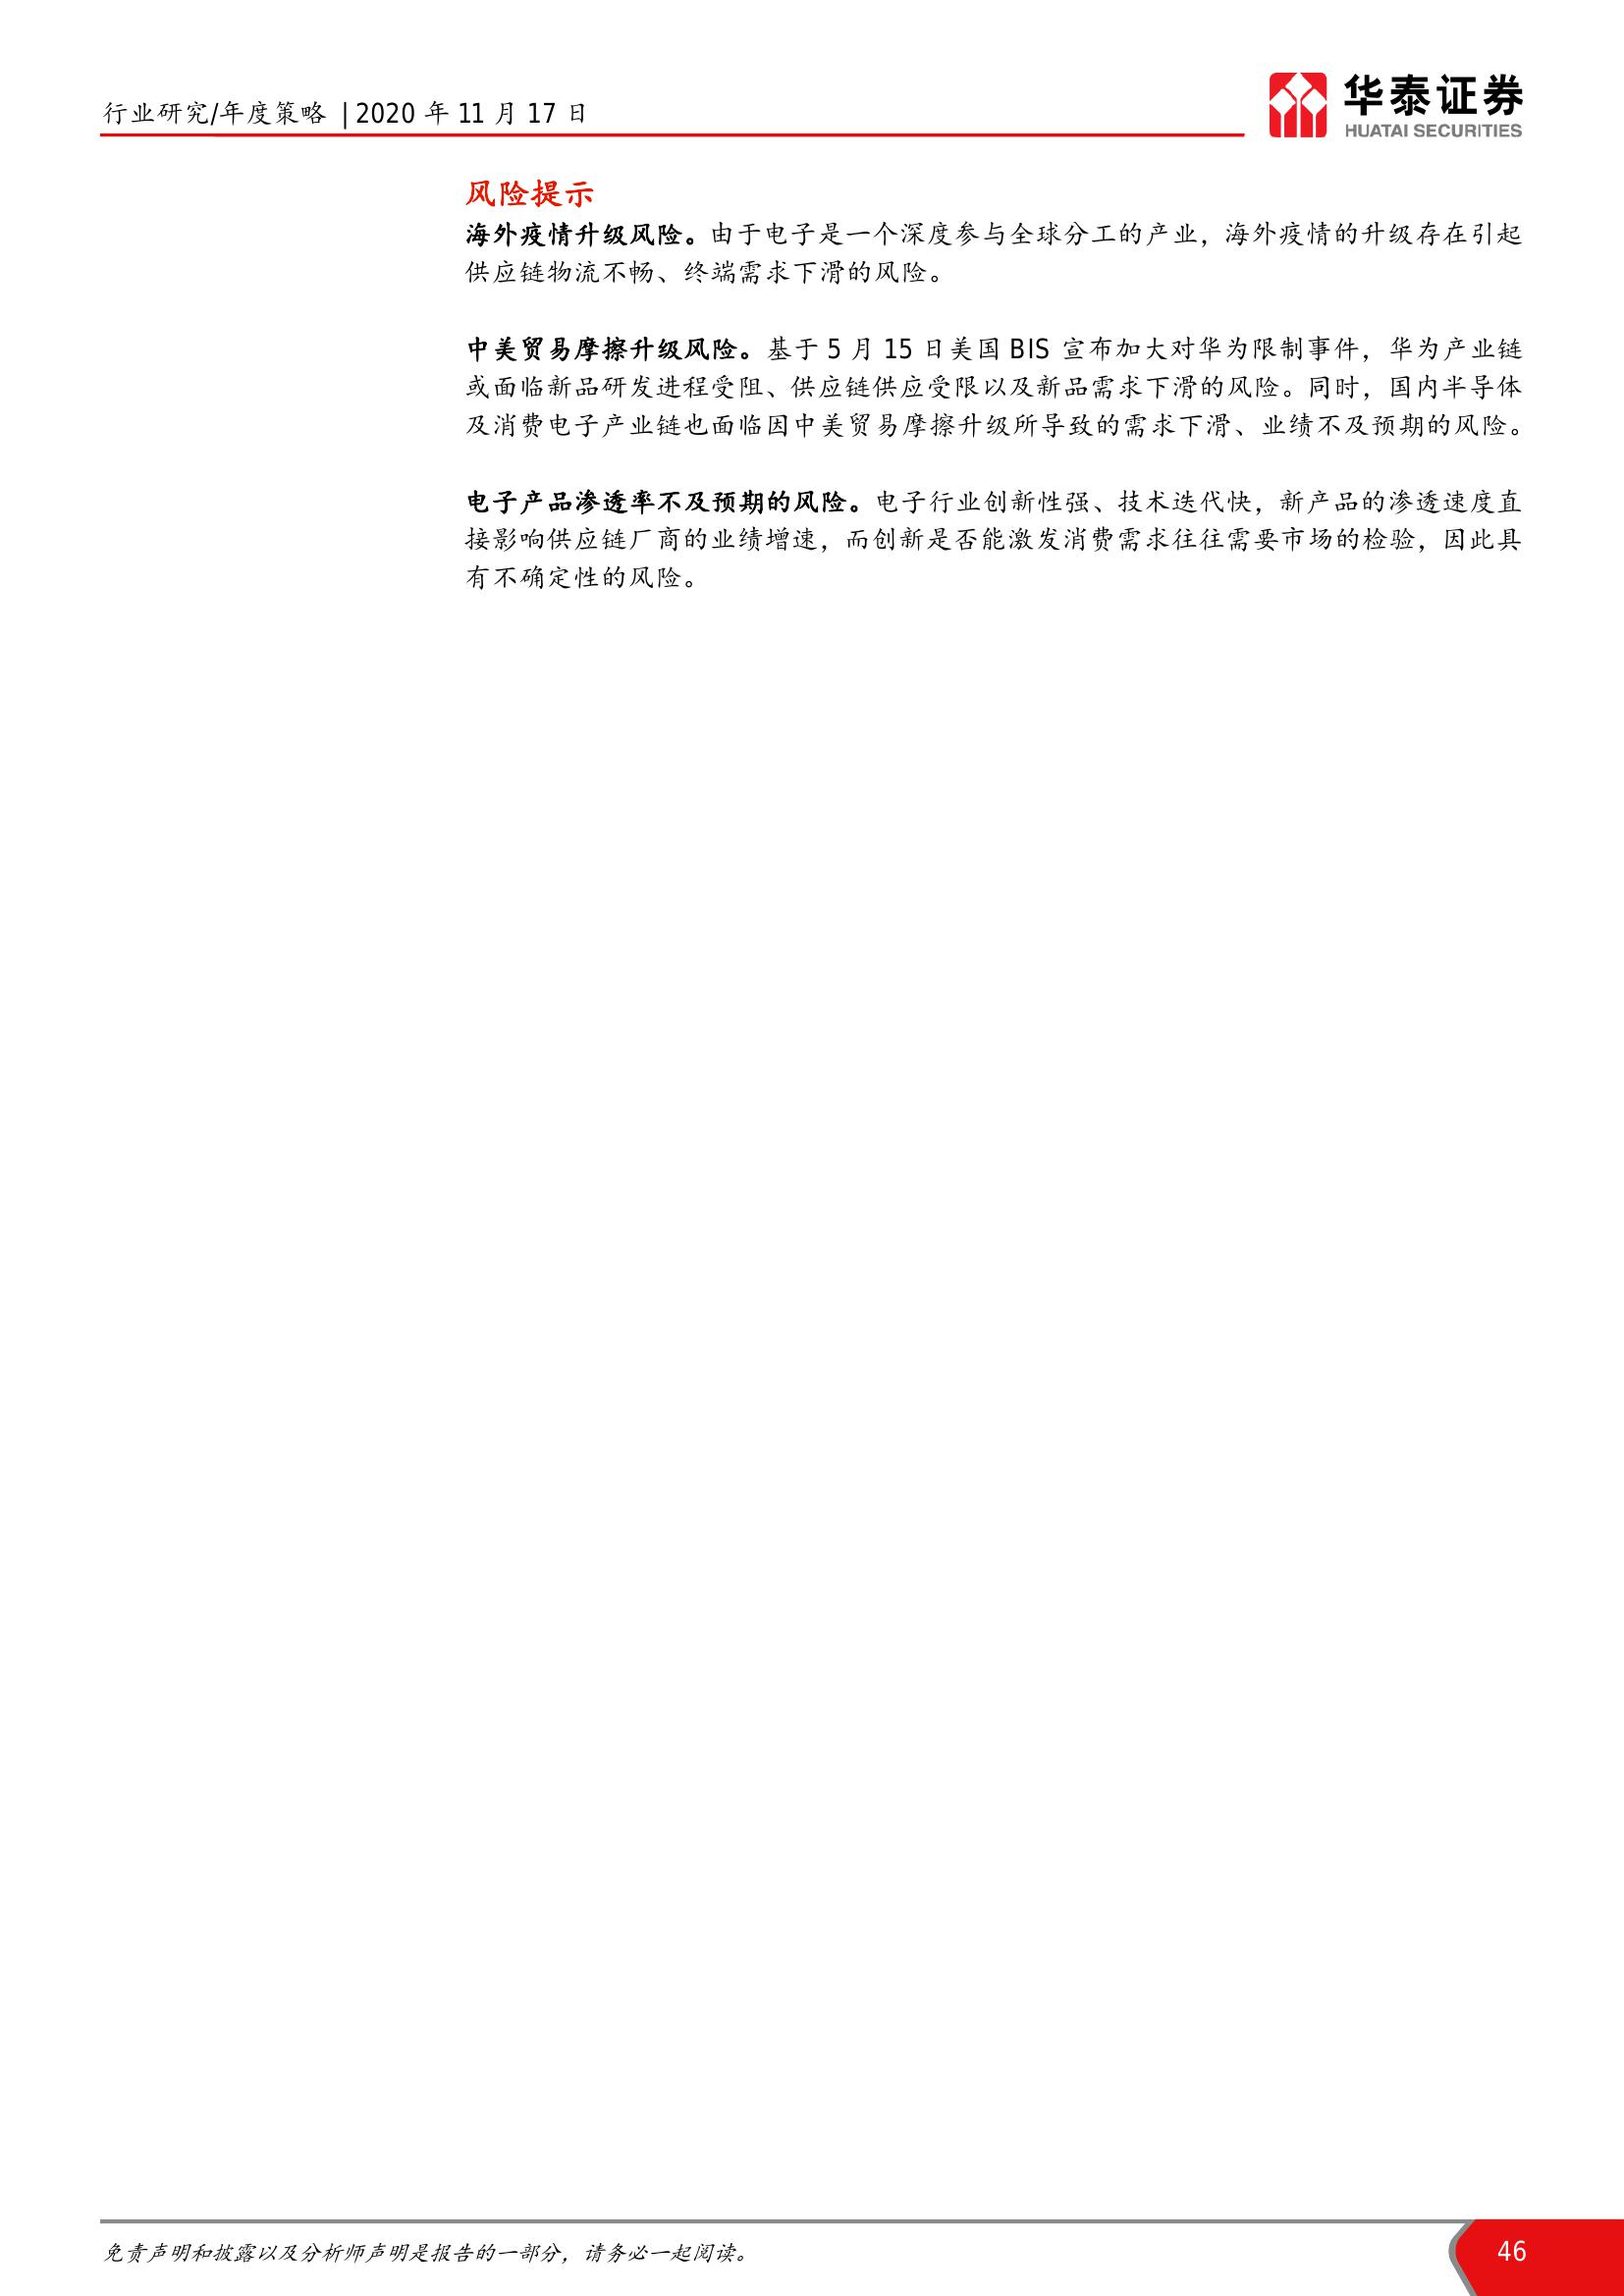 行业研究/年度策略 | 2020 年 11 月 17 日
华泰证券
HUATAI SECURITIES
风险提示
海外疫情升级风险。由于电子是一个深度参与全球分工的产业，海外疫情的升级存在引起
供应链物流不畅、终端需求下滑的风险。
中美贸易摩擦升级风险。基于 5 月 15 日美国 BIS 宣布加大对华为限制事件，华为产业链
或面临新品研发进程受阻、供应链供应受限以及新品需求下滑的风险。同时，国内半导体
及消费电子产业链也面临因中美贸易摩擦升级所导致的需求下滑、业绩不及预期的风险。
电子产品渗透率不及预期的风险。电子行业创新性强、技术迭代快，新产品的渗透速度直
接影响供应链厂商的业绩增速，而创新是否能激发消费需求往往需要市场的检验，因此具
有不确定性的风险。
免责声明和披露以及分析师声明是报告的一部分，请务必一起阅读。
46